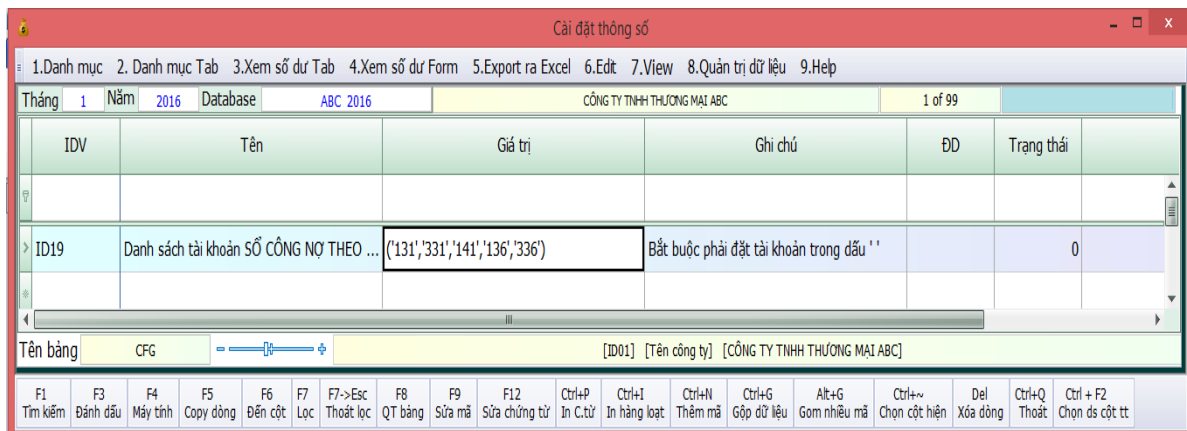 Cài đặt thông số
1.Danh mục 2. Danh mục Tab 3.Xem số dư Tab 4.Xem số dư Form 5.Export ra Excel 6.Edit 7.View 8.Quản trị dữ liệu 9.Help
Tháng 1 Năm 2016 Database ABC 2016 CÔNG TY TNHH THƯƠNG MẠI ABC 1 of 99
IDV Tên Giá trị Ghi chú ĐD Trạng thái
ID19 Danh sách tài khoản SỔ CÔNG NỢ THEO ... ('131','331','141','136','336') Bắt buộc phải đặt tài khoản trong dấu ' ' 0
Tên bảng CFG [ID01] [Tên công ty] [CÔNG TY TNHH THƯƠNG MẠI ABC]
F1 F3 F4 F5 F6 F7 F7->Esc F8 F9 F12 Ctrl+P Ctrl+I Ctrl+N Ctrl+G Alt+G Ctrl+~ Del Ctrl+Q Ctrl + F2
Tìm kiếm Đánh dấu Máy tính Copy dòng Đến cột Lọc Thoát lọc QT bảng Sửa mã Sửa chứng từ In C.từ In hàng loạt Thêm mã Gộp dữ liệu Gom nhiều mã Chọn cột hiện Xóa dòng Thoát Chọn ds cột tt